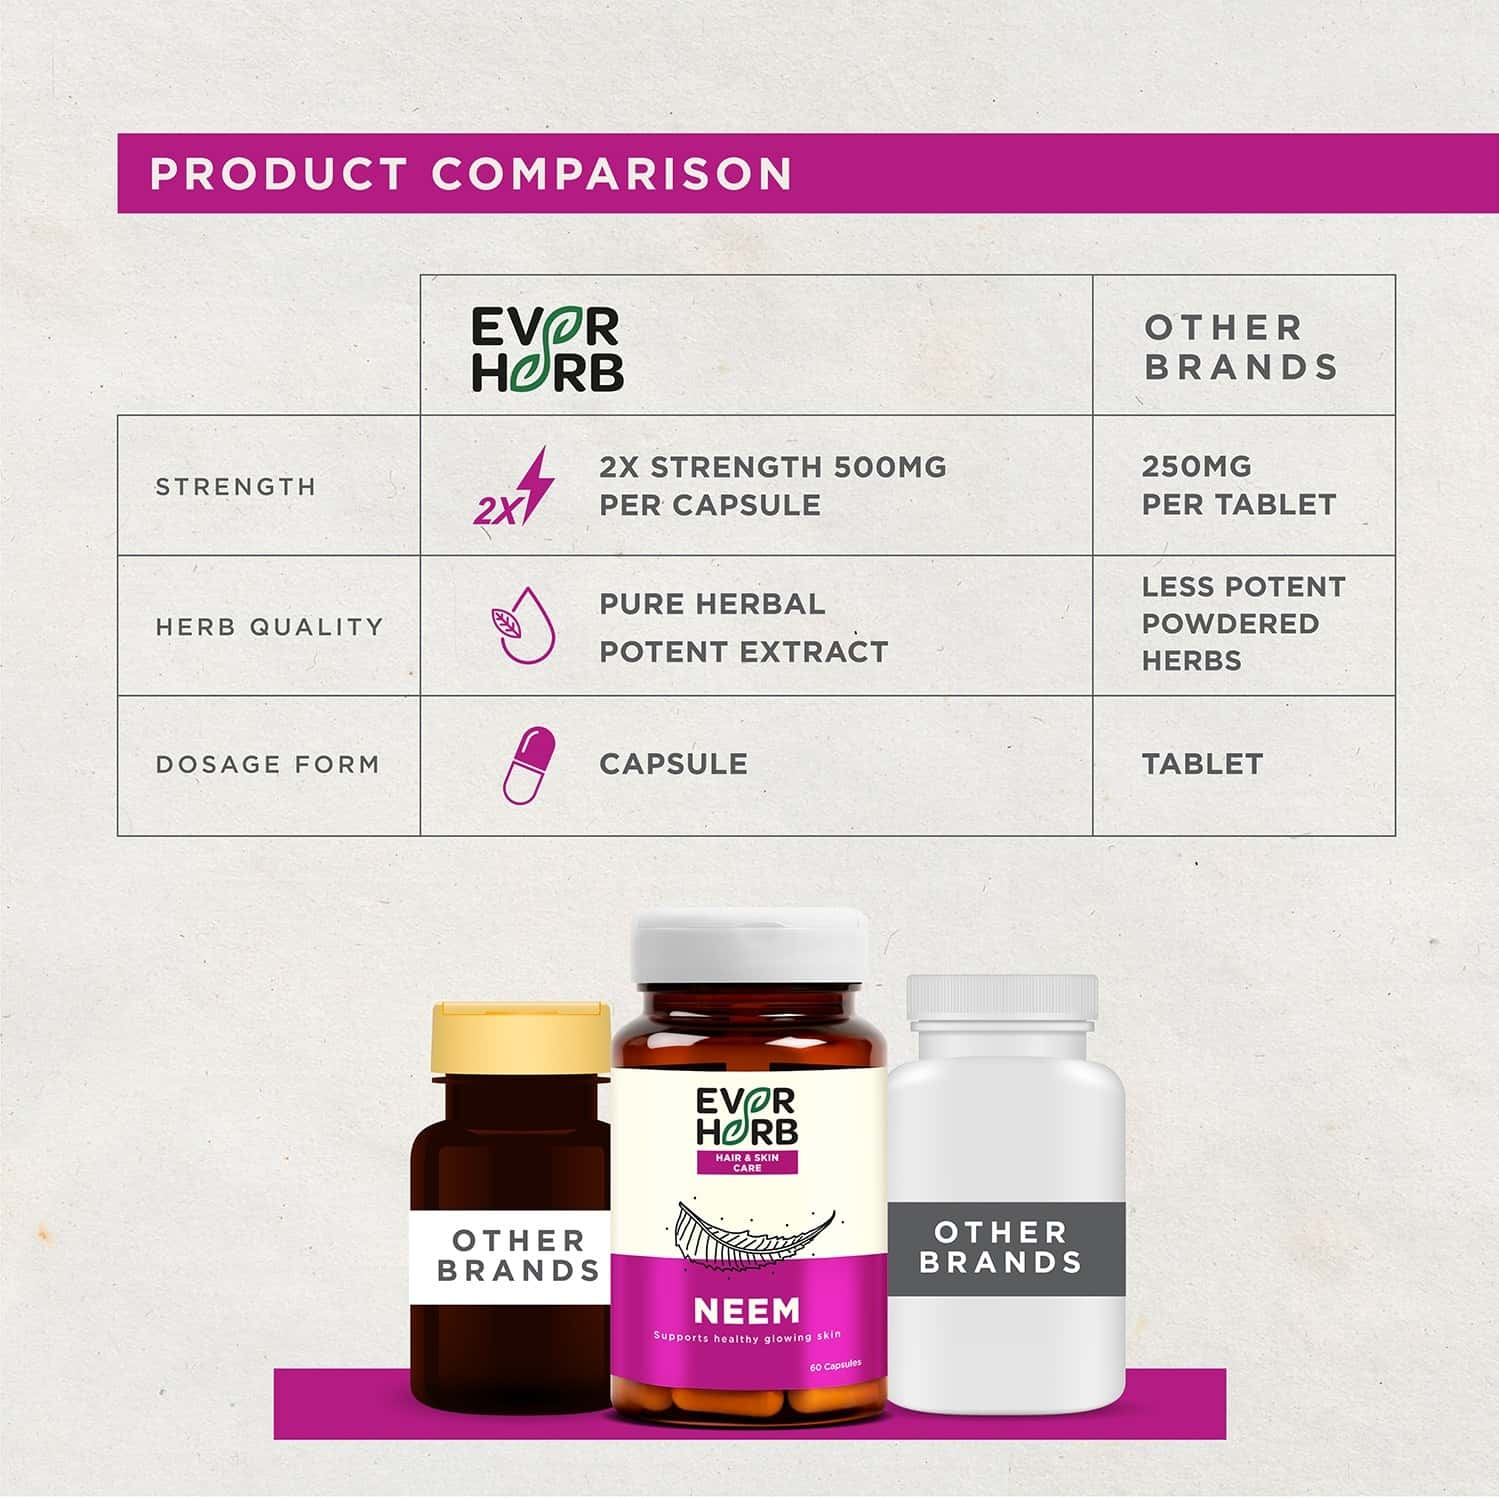 PRODUCT COMPARISON
EVER
HERB
OTHER
BRANDS
STRENGTH
2X
2X STRENGTH 500MG
PER CAPSULE
250MG
PER TABLET
HERB QUALITY
PURE HERBAL
POTENT EXTRACT
LESS POTENT
POWDERED
HERBS
DOSAGE FORM
CAPSULE
TABLET
OTHER
BRANDS
EVER
HERB
HAIR & SKIN
CARE
NEEM
Supports healthy glowing skin
60 Capsules
OTHER
BRANDS